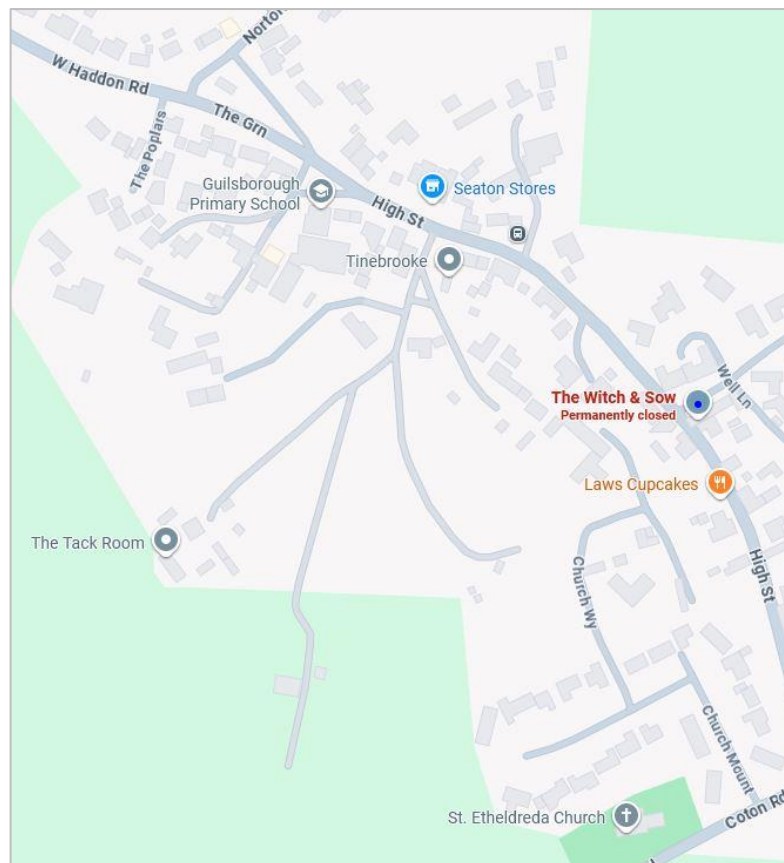 Norton
W Haddon Rd
The Grn
The Poplars
Guilsborough
Primary School
Seaton Stores
High St
Tinebrooke
Well Ln
The Witch & Sow
Permanently closed
Laws Cupcakes
The Tack Room
High St
Church Wy
Church Mount
Coton Rd
St. Etheldreda Church